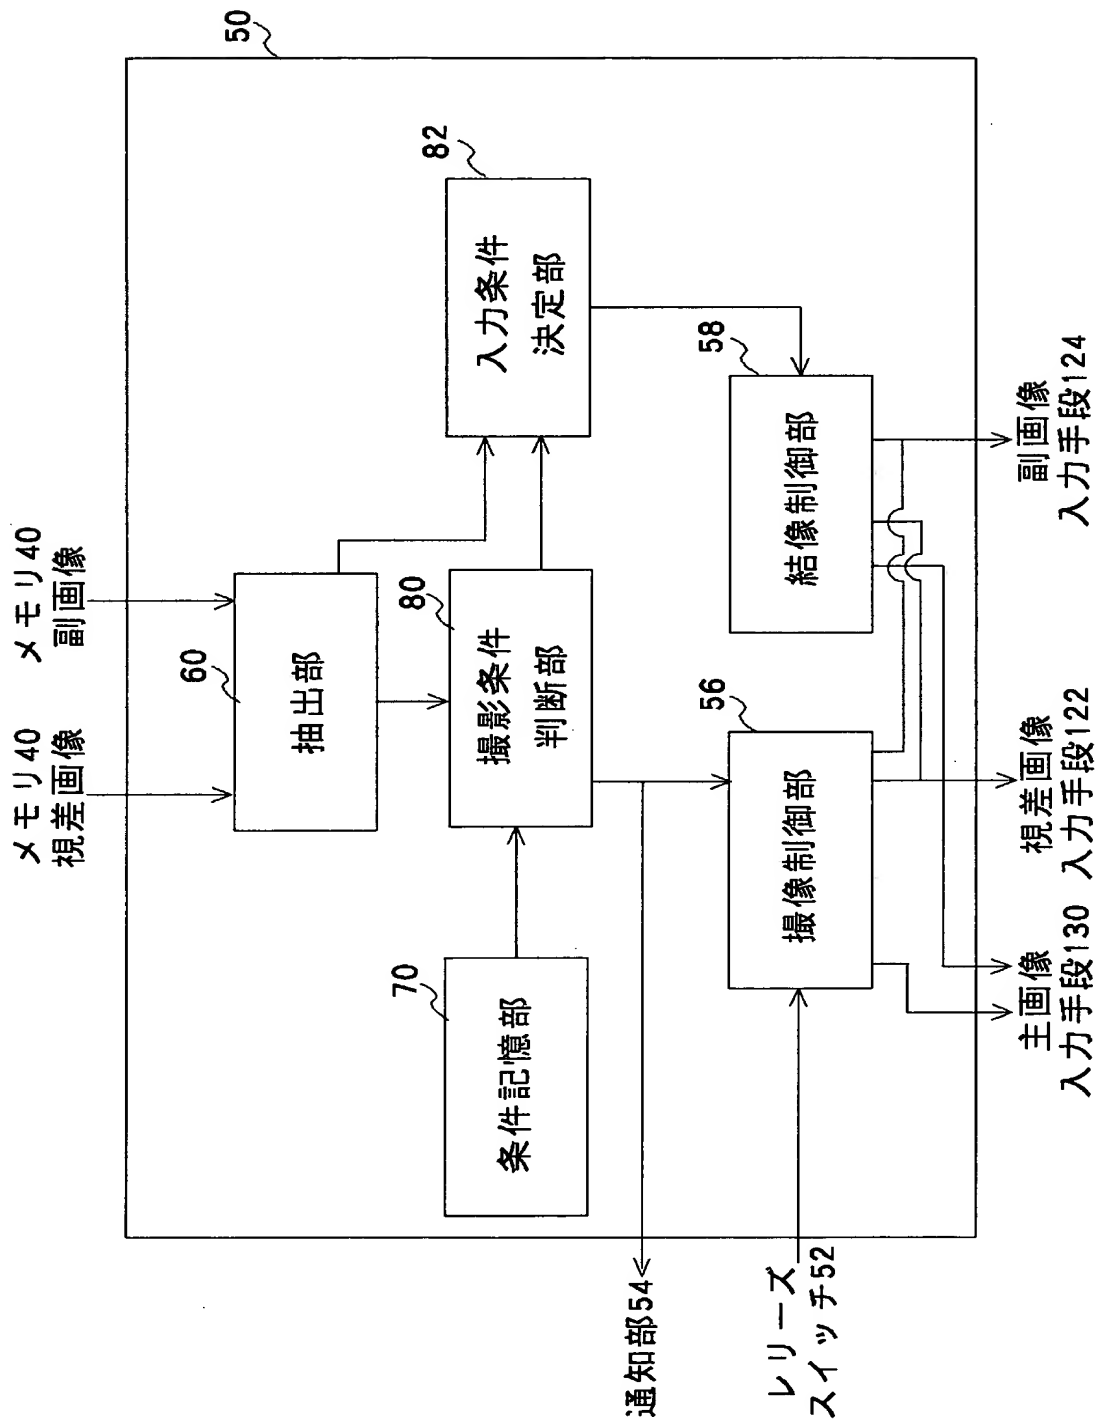 50
メモリ40
視差画像
メモリ40
副画像
60
抽出部
70
条件記憶部
80
撮影条件
判断部
82
入力条件
決定部
56
撮像制御部
58
結像制御部
通知部54
レリーズ
スイッチ52
主画像
入力手段130
視差画像
入力手段122
副画像
入力手段124